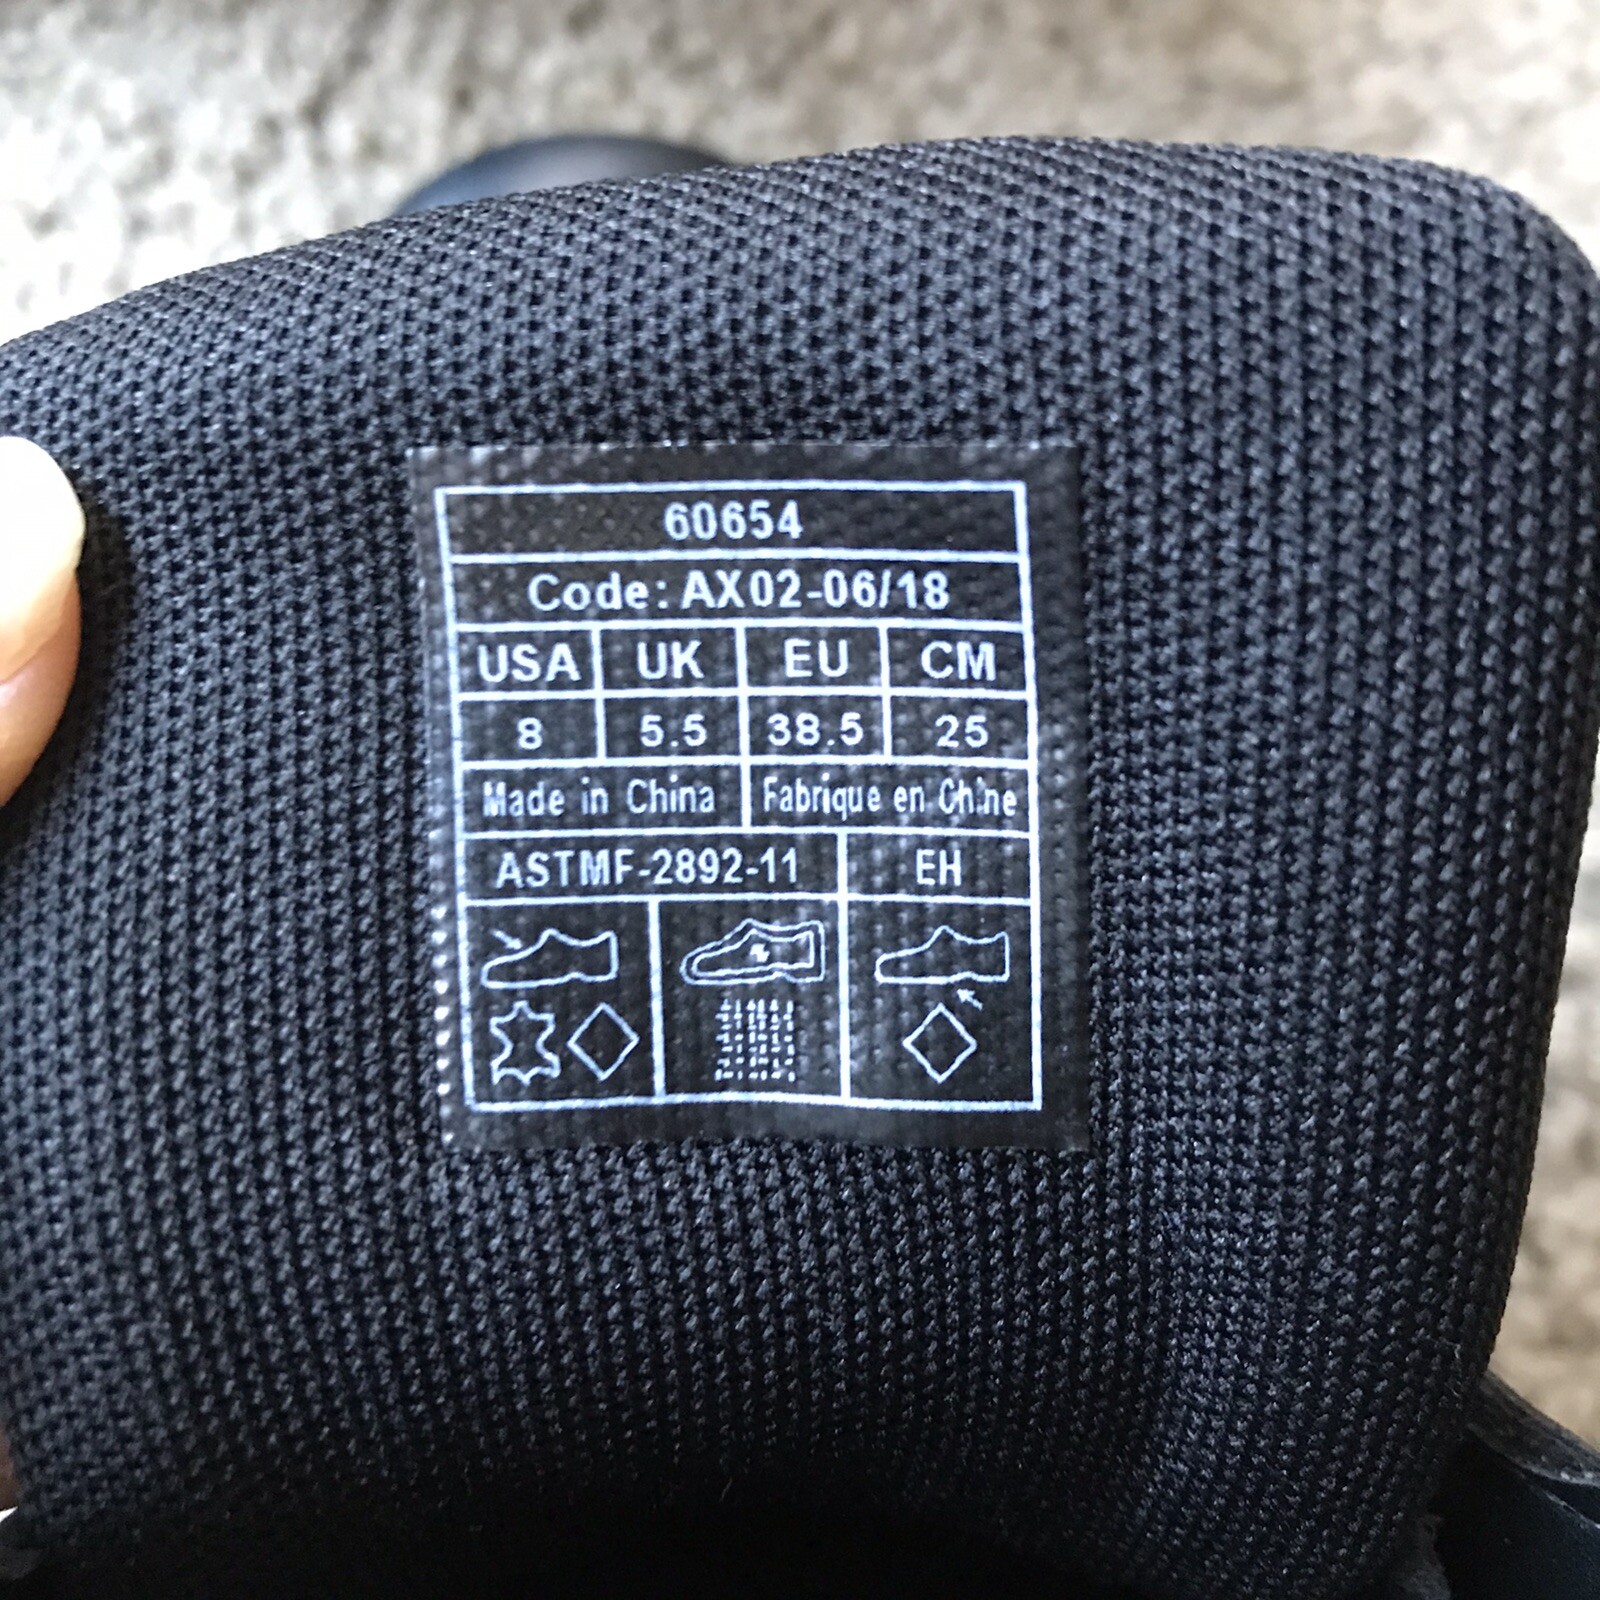 60654
Code: AX02-06/18
USA UK EU CM
8 5.5 38.5 25
Made in China Fabrique en Chine
ASTMF-2892-11 EH